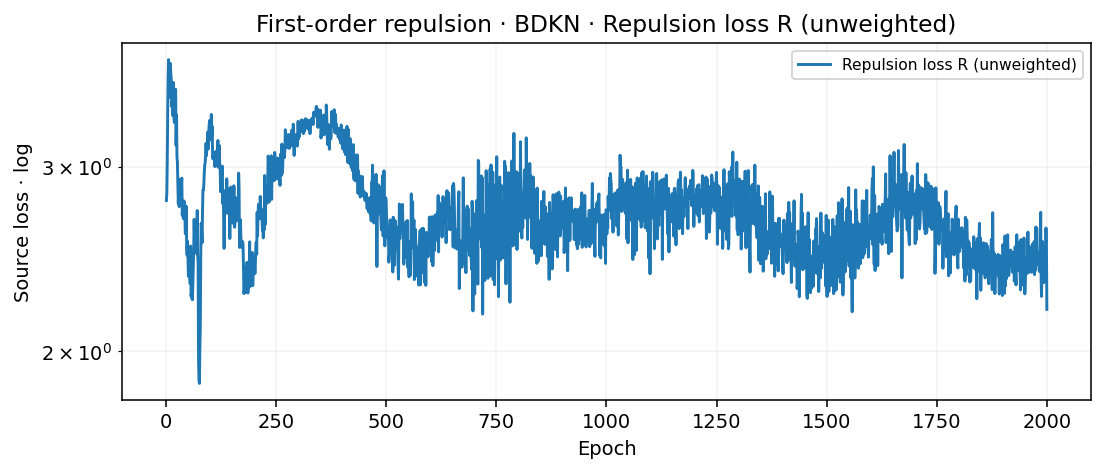 First-order repulsion · BDKN · Repulsion loss R (unweighted)
Repulsion loss R (unweighted)
Source loss · log
3 × 10⁰
2 × 10⁰
0 250 500 750 1000 1250 1500 1750 2000
Epoch